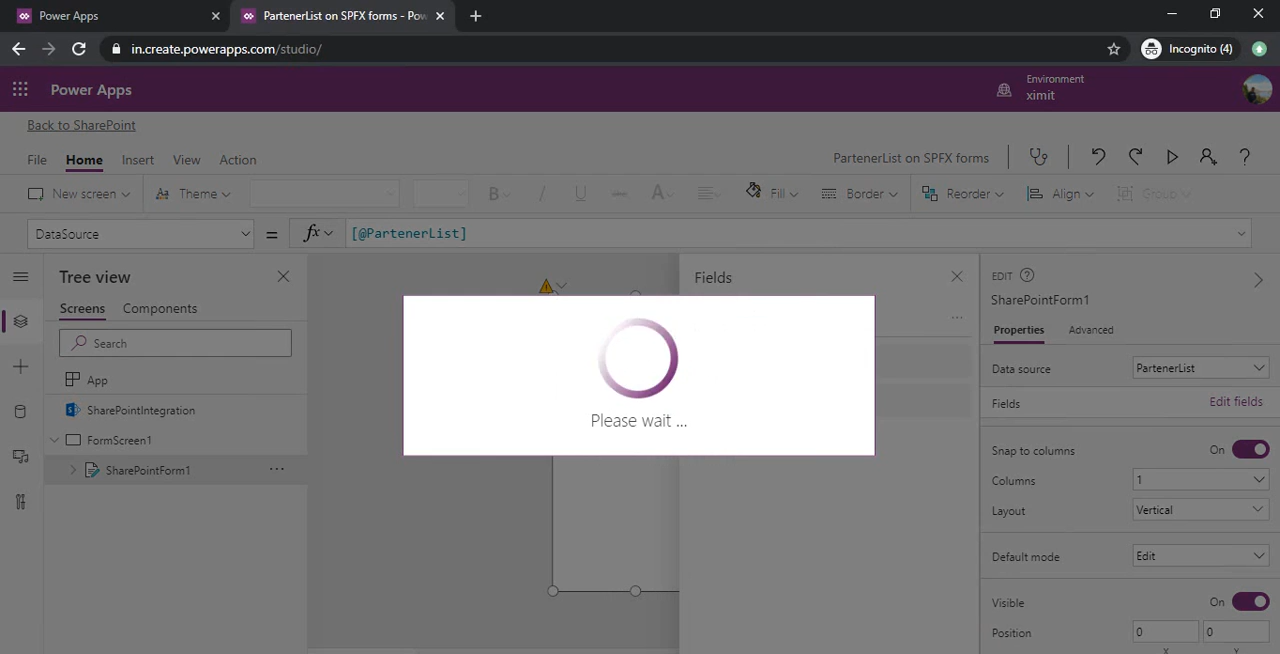 Power Apps
PartenerList on SPFX forms - Pow
in.create.powerapps.com/studio/
Incognito (4)
Power Apps
Environment
ximit
Back to SharePoint
File Home Insert View Action
PartenerList on SPFX forms
New screen Theme B / U abc A Fill Border Reorder Align Group
DataSource = fx [@PartenerList]
Tree view
Screens Components
Search
App
SharePointIntegration
FormScreen1
SharePointForm1 ...
Fields
...
Please wait ...
EDIT ?
SharePointForm1
Properties Advanced
Data source PartenerList
Fields Edit fields
Snap to columns On
Columns 1
Layout Vertical
Default mode Edit
Visible On
Position 0 0
X Y